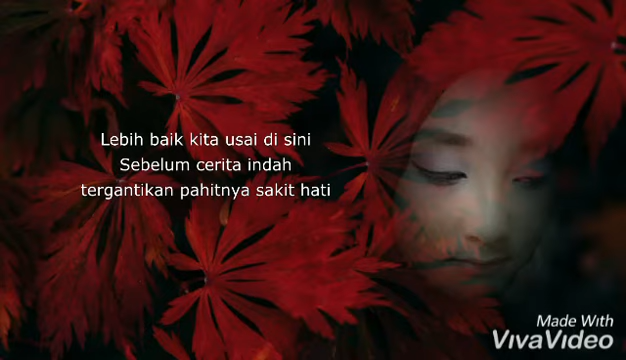 Lebih baik kita usai di sini
Sebelum cerita indah
tergantikan pahitnya sakit hati
Made With
VivaVideo